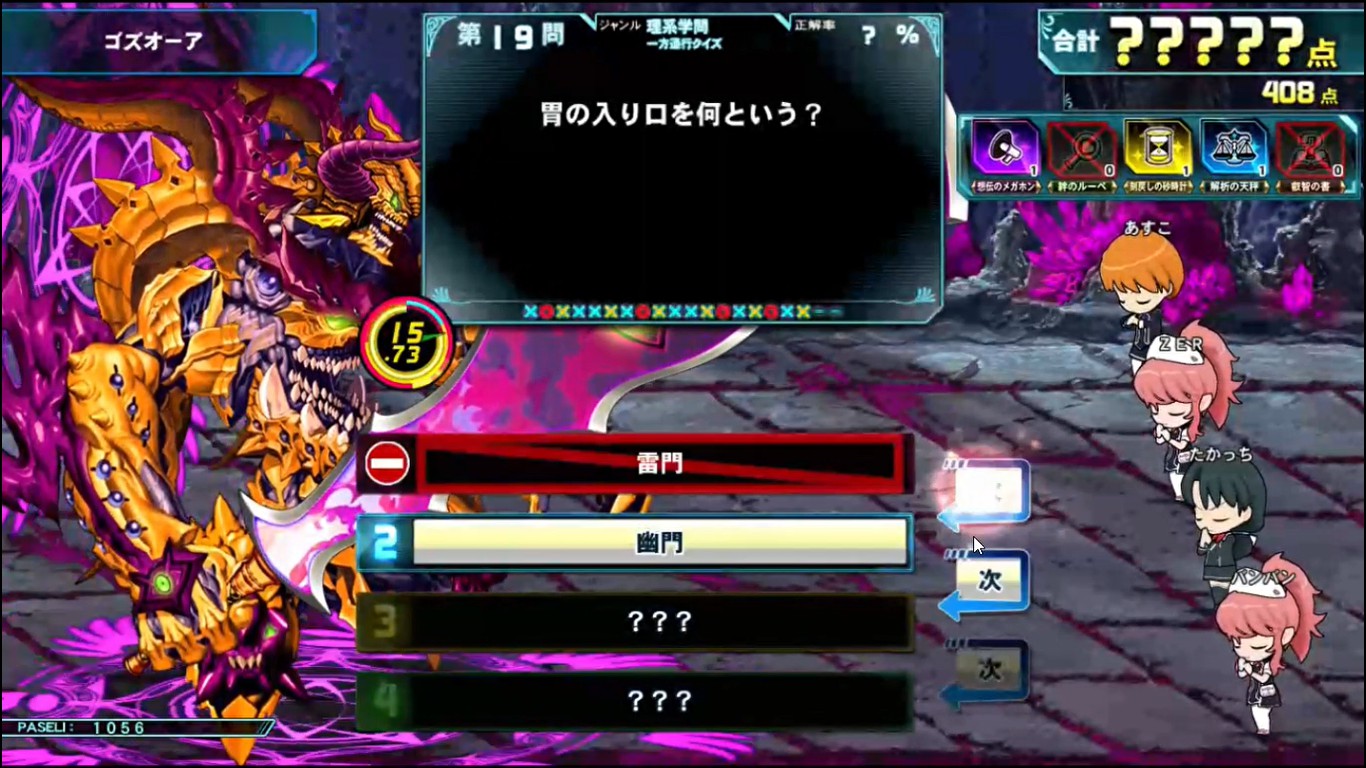 ゴズオーア
第19問
ジャンル 理系学問
一方通行クイズ
正解率 ? %
合計 ?????点
408点
胃の入り口を何という？
1 0 1 1 0
想伝のメガホン 絆のルーペ 刻戻しの砂時計 解析の天秤 叡智の書
あすこ
ZER
たかっち
バンバン
15
.73
雷門
2 幽門
次
3 ？？？
次
4 ？？？
PASELI: 1056